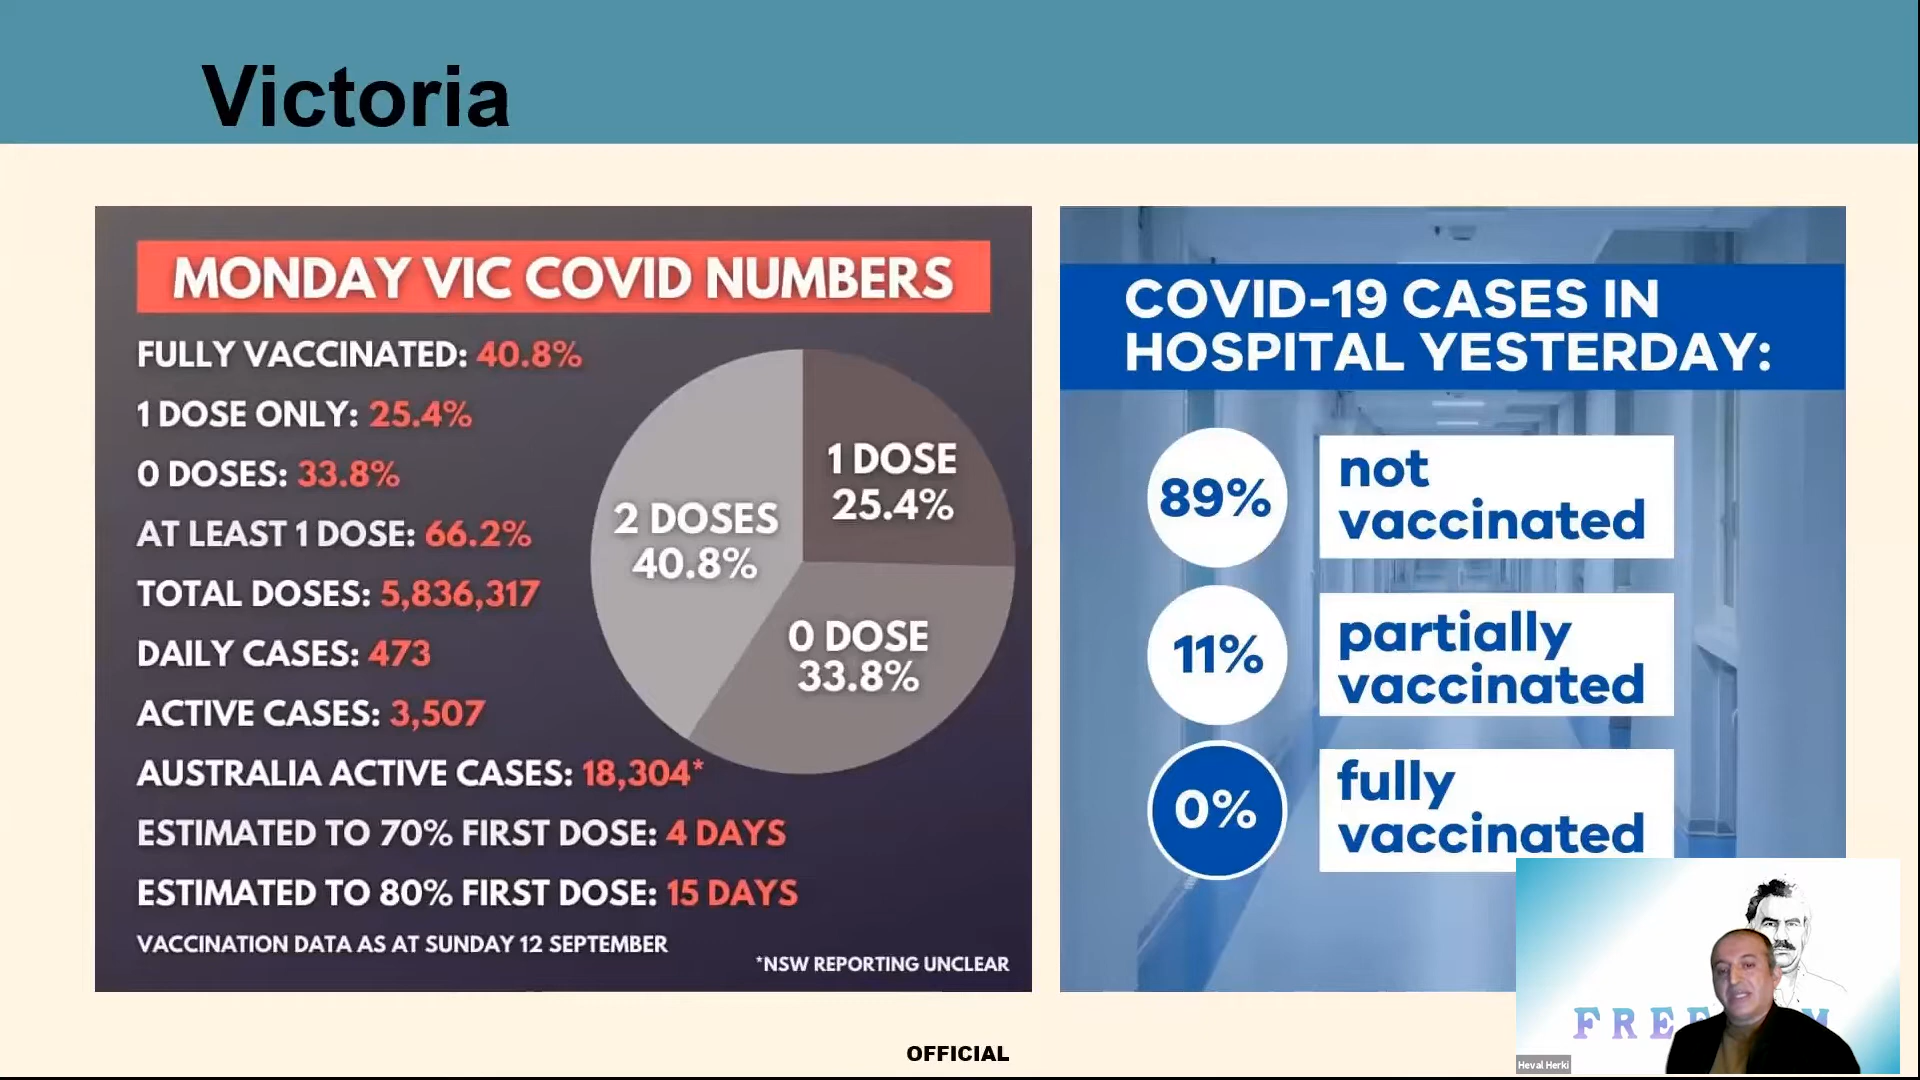 Victoria
MONDAY VIC COVID NUMBERS
FULLY VACCINATED: 40.8%
1 DOSE ONLY: 25.4%
0 DOSES: 33.8%
AT LEAST 1 DOSE: 66.2%
TOTAL DOSES: 5,836,317
DAILY CASES: 473
ACTIVE CASES: 3,507
AUSTRALIA ACTIVE CASES: 18,304*
ESTIMATED TO 70% FIRST DOSE: 4 DAYS
ESTIMATED TO 80% FIRST DOSE: 15 DAYS
VACCINATION DATA AS AT SUNDAY 12 SEPTEMBER
*NSW REPORTING UNCLEAR
1 DOSE
25.4%
2 DOSES
40.8%
0 DOSE
33.8%
COVID-19 CASES IN
HOSPITAL YESTERDAY:
89%
not
vaccinated
11%
partially
vaccinated
0%
fully
vaccinated
OFFICIAL
Heval Herki